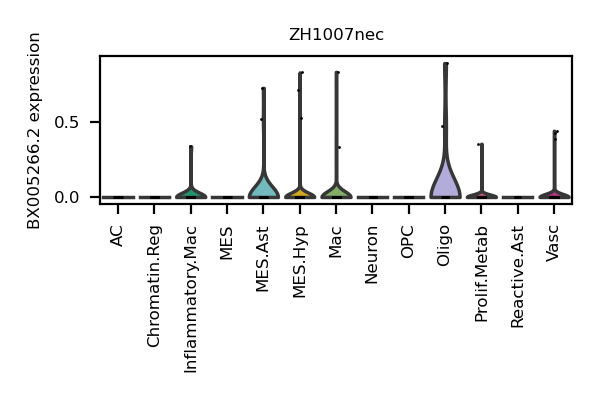 ZH1007nec
BX005266.2 expression
0.5
0.0
AC
Chromatin.Reg
Inflammatory.Mac
MES
MES.Ast
MES.Hyp
Mac
Neuron
OPC
Oligo
Prolif.Metab
Reactive.Ast
Vasc